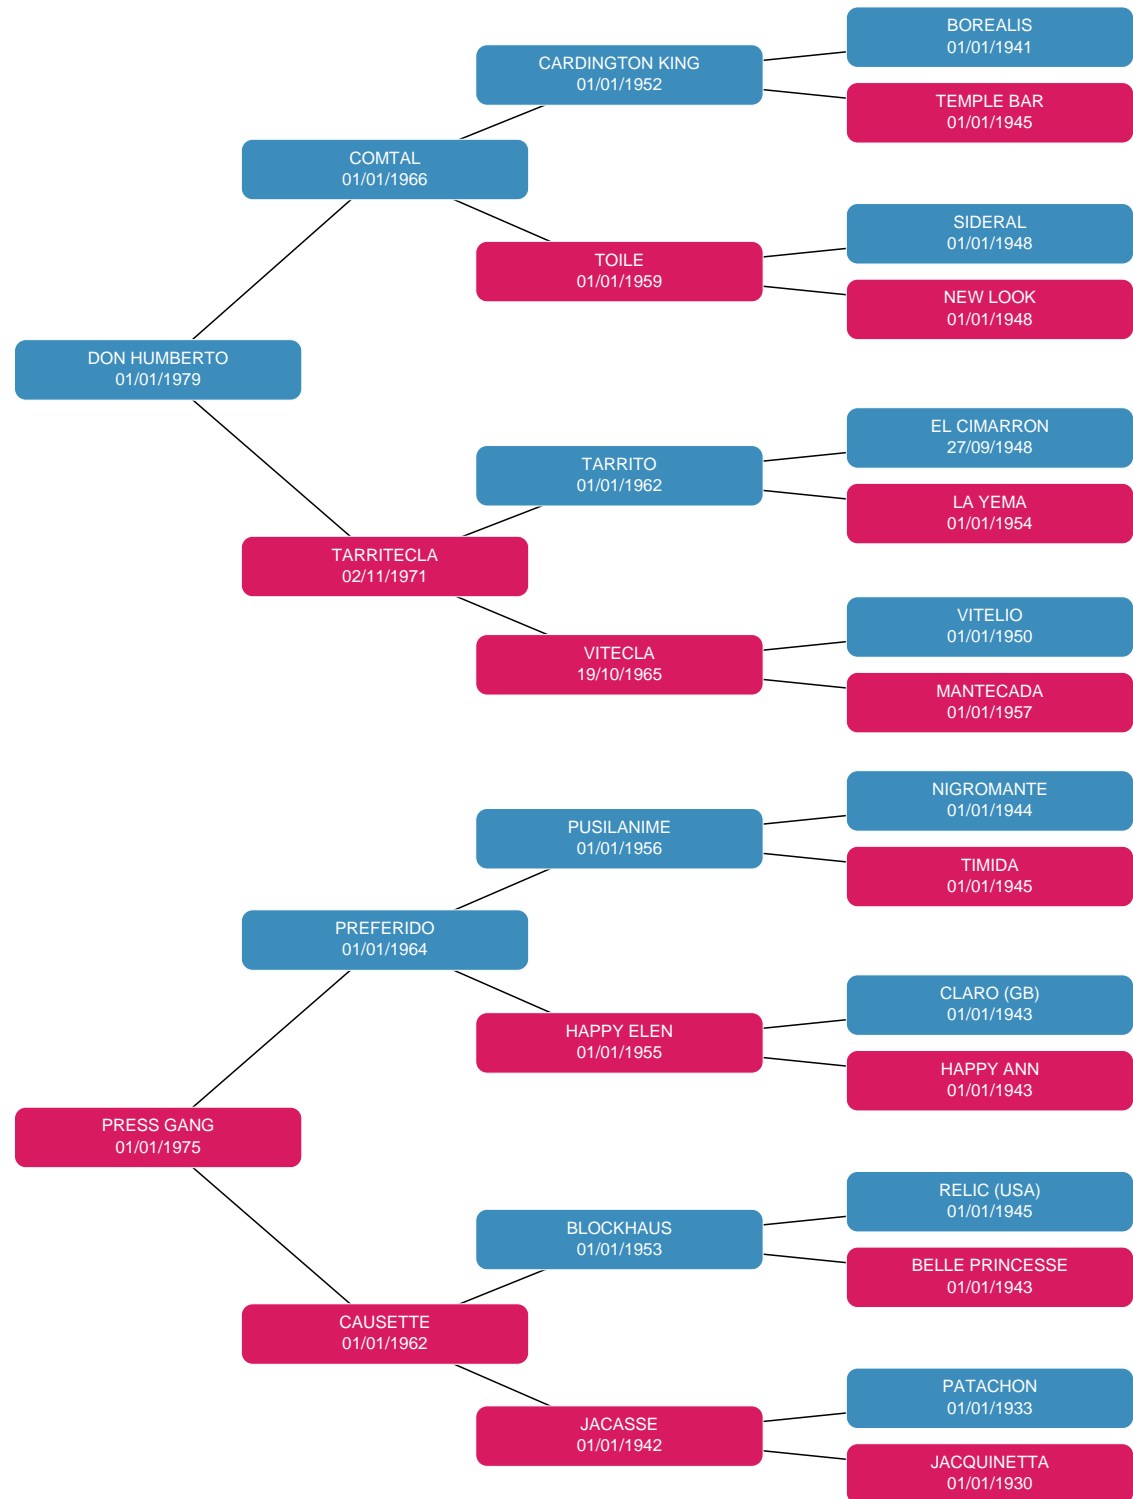 BOREALIS
01/01/1941
CARDINGTON KING
01/01/1952
TEMPLE BAR
01/01/1945
COMTAL
01/01/1966
SIDERAL
01/01/1948
TOILE
01/01/1959
NEW LOOK
01/01/1948
DON HUMBERTO
01/01/1979
EL CIMARRON
27/09/1948
TARRITO
01/01/1962
LA YEMA
01/01/1954
TARRITECLA
02/11/1971
VITELIO
01/01/1950
VITECLA
19/10/1965
MANTECADA
01/01/1957
NIGROMANTE
01/01/1944
PUSILANIME
01/01/1956
TIMIDA
01/01/1945
PREFERIDO
01/01/1964
CLARO (GB)
01/01/1943
HAPPY ELEN
01/01/1955
HAPPY ANN
01/01/1943
PRESS GANG
01/01/1975
RELIC (USA)
01/01/1945
BLOCKHAUS
01/01/1953
BELLE PRINCESSE
01/01/1943
CAUSETTE
01/01/1962
PATACHON
01/01/1933
JACASSE
01/01/1942
JACQUINETTA
01/01/1930